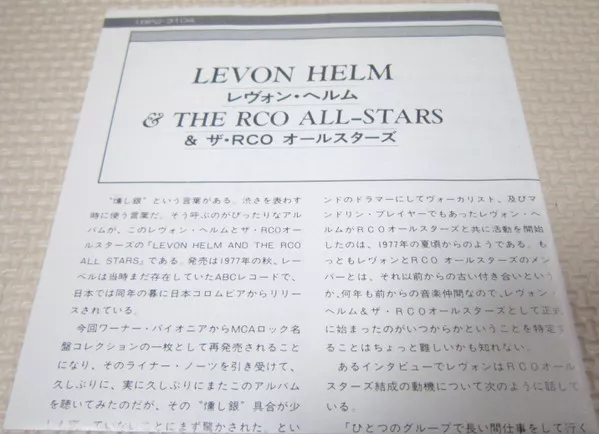 18P2-3104
LEVON HELM
レヴォン・ヘルム
& THE RCO ALL-STARS
& ザ・RCO オールスターズ
"燻し銀"という言葉がある。渋さを表わす
時に使う言葉だ。そう呼ぶのがぴったりなアル
バムが、このレヴォン・ヘルムとザ・RCOオー
ルスターズの「LEVON HELM AND THE RCO
ALL STARS」である。発売は1977年の秋、レー
ベルは当時まだ存在していたABCレコードで、
日本では同年の暮に日本コロムビアからリリー
スされている。
今回ワーナー・パイオニアからMCAロック名
盤コレクションの一枚として再発売されること
になり、そのライナー・ノーツを引き受けて、
久しぶりに、実に久しぶりにまたこのアルバム
を聴いてみたのだが、その"燻し銀"具合が少
しも っていないことにまず驚かされた。とい
ンドのドラマーにしてヴォーカリスト、及びマ
ンドリン・プレイヤーでもあったレヴォン・ヘ
ルムがRCOオールスターズと共に活動を開始
したのは、1977年の夏頃からのようである。も
っともレヴォンとRCO オールスターズのメン
バーとは、それ以前からの古い付き合いという
か、何年も前からの音楽仲間なので、レヴォン・
ヘルム&ザ・RCOオールスターズとして正式
に始まったのがいつからかということを特定す
ることはちょっと難しいかも知れない。
あるインタビューでレヴォンはRCOオール
スターズ結成の動機について次のように話して
いる。
「ひとつのグループで長い間仕事をして行く